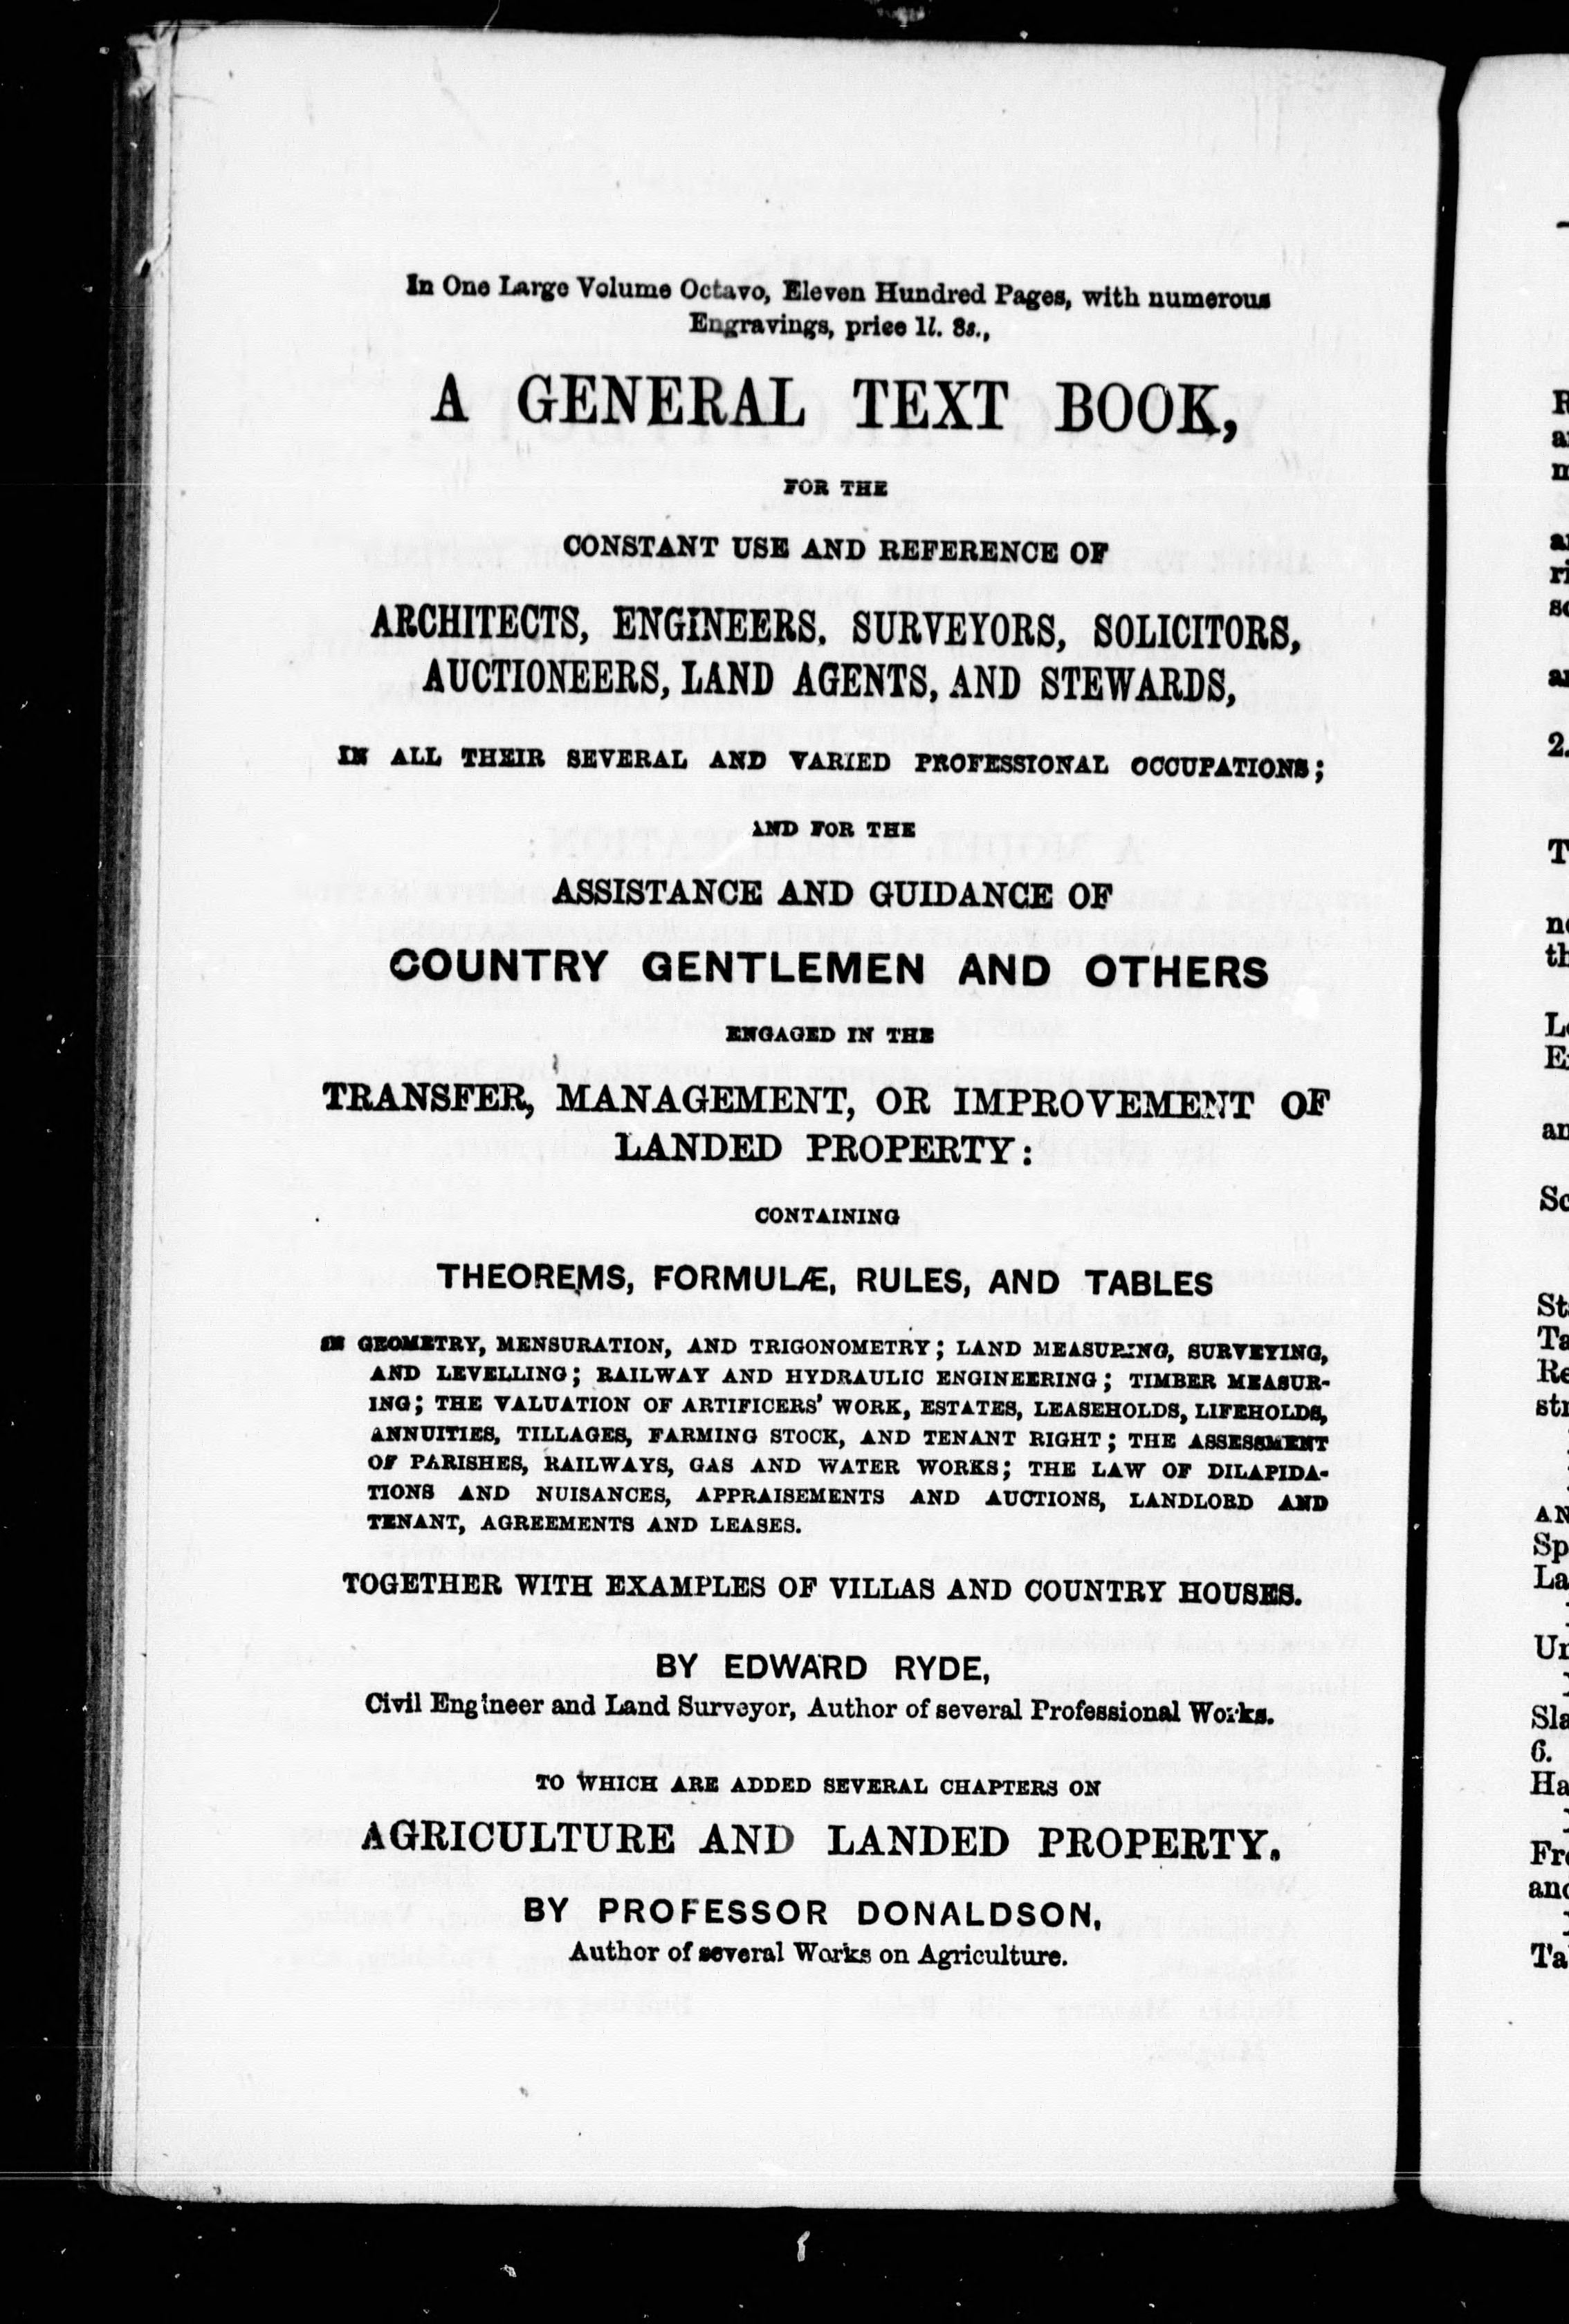 In One Large Volume Octavo, Eleven Hundred Pages, with numerous
Engravings, price 1l. 8s.,
A GENERAL TEXT BOOK,
FOR THE
CONSTANT USE AND REFERENCE OF
ARCHITECTS, ENGINEERS, SURVEYORS, SOLICITORS,
AUCTIONEERS, LAND AGENTS, AND STEWARDS,
IN ALL THEIR SEVERAL AND VARIED PROFESSIONAL OCCUPATIONS;
AND FOR THE
ASSISTANCE AND GUIDANCE OF
COUNTRY GENTLEMEN AND OTHERS
ENGAGED IN THE
TRANSFER, MANAGEMENT, OR IMPROVEMENT OF
LANDED PROPERTY:
CONTAINING
THEOREMS, FORMULÆ, RULES, AND TABLES
IN GEOMETRY, MENSURATION, AND TRIGONOMETRY; LAND MEASURING, SURVEYING,
AND LEVELLING; RAILWAY AND HYDRAULIC ENGINEERING; TIMBER MEASUR-
ING; THE VALUATION OF ARTIFICERS' WORK, ESTATES, LEASEHOLDS, LIFEHOLDS,
ANNUITIES, TILLAGES, FARMING STOCK, AND TENANT RIGHT; THE ASSESSMENT
OF PARISHES, RAILWAYS, GAS AND WATER WORKS; THE LAW OF DILAPIDA-
TIONS AND NUISANCES, APPRAISEMENTS AND AUCTIONS, LANDLORD AND
TENANT, AGREEMENTS AND LEASES.
TOGETHER WITH EXAMPLES OF VILLAS AND COUNTRY HOUSES.
BY EDWARD RYDE,
Civil Engineer and Land Surveyor, Author of several Professional Works.
TO WHICH ARE ADDED SEVERAL CHAPTERS ON
AGRICULTURE AND LANDED PROPERTY.
BY PROFESSOR DONALDSON,
Author of several Works on Agriculture.